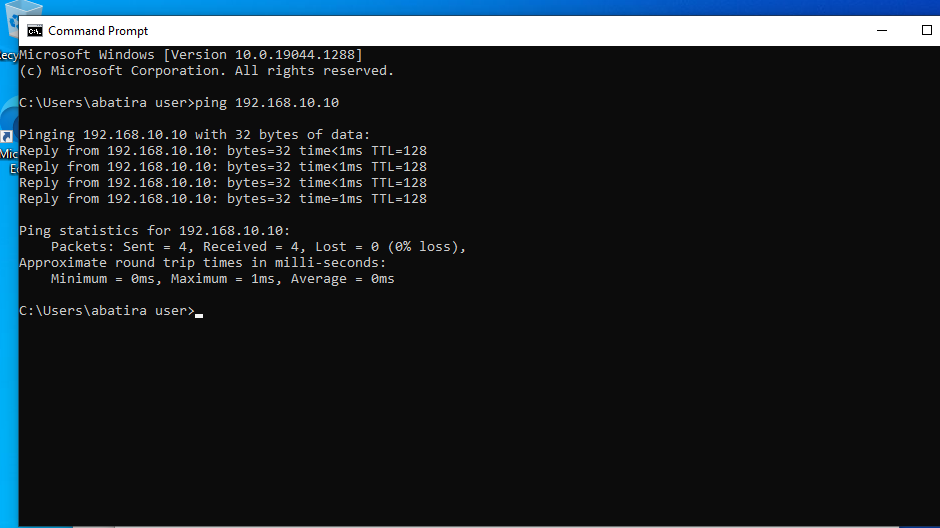 Command Prompt
Microsoft Windows [Version 10.0.19044.1288]
(c) Microsoft Corporation. All rights reserved.
C:\Users\abatira user>ping 192.168.10.10
Pinging 192.168.10.10 with 32 bytes of data:
Reply from 192.168.10.10: bytes=32 time<1ms TTL=128
Reply from 192.168.10.10: bytes=32 time<1ms TTL=128
Reply from 192.168.10.10: bytes=32 time<1ms TTL=128
Reply from 192.168.10.10: bytes=32 time=1ms TTL=128
Ping statistics for 192.168.10.10:
Packets: Sent = 4, Received = 4, Lost = 0 (0% loss),
Approximate round trip times in milli-seconds:
Minimum = 0ms, Maximum = 1ms, Average = 0ms
C:\Users\abatira user>